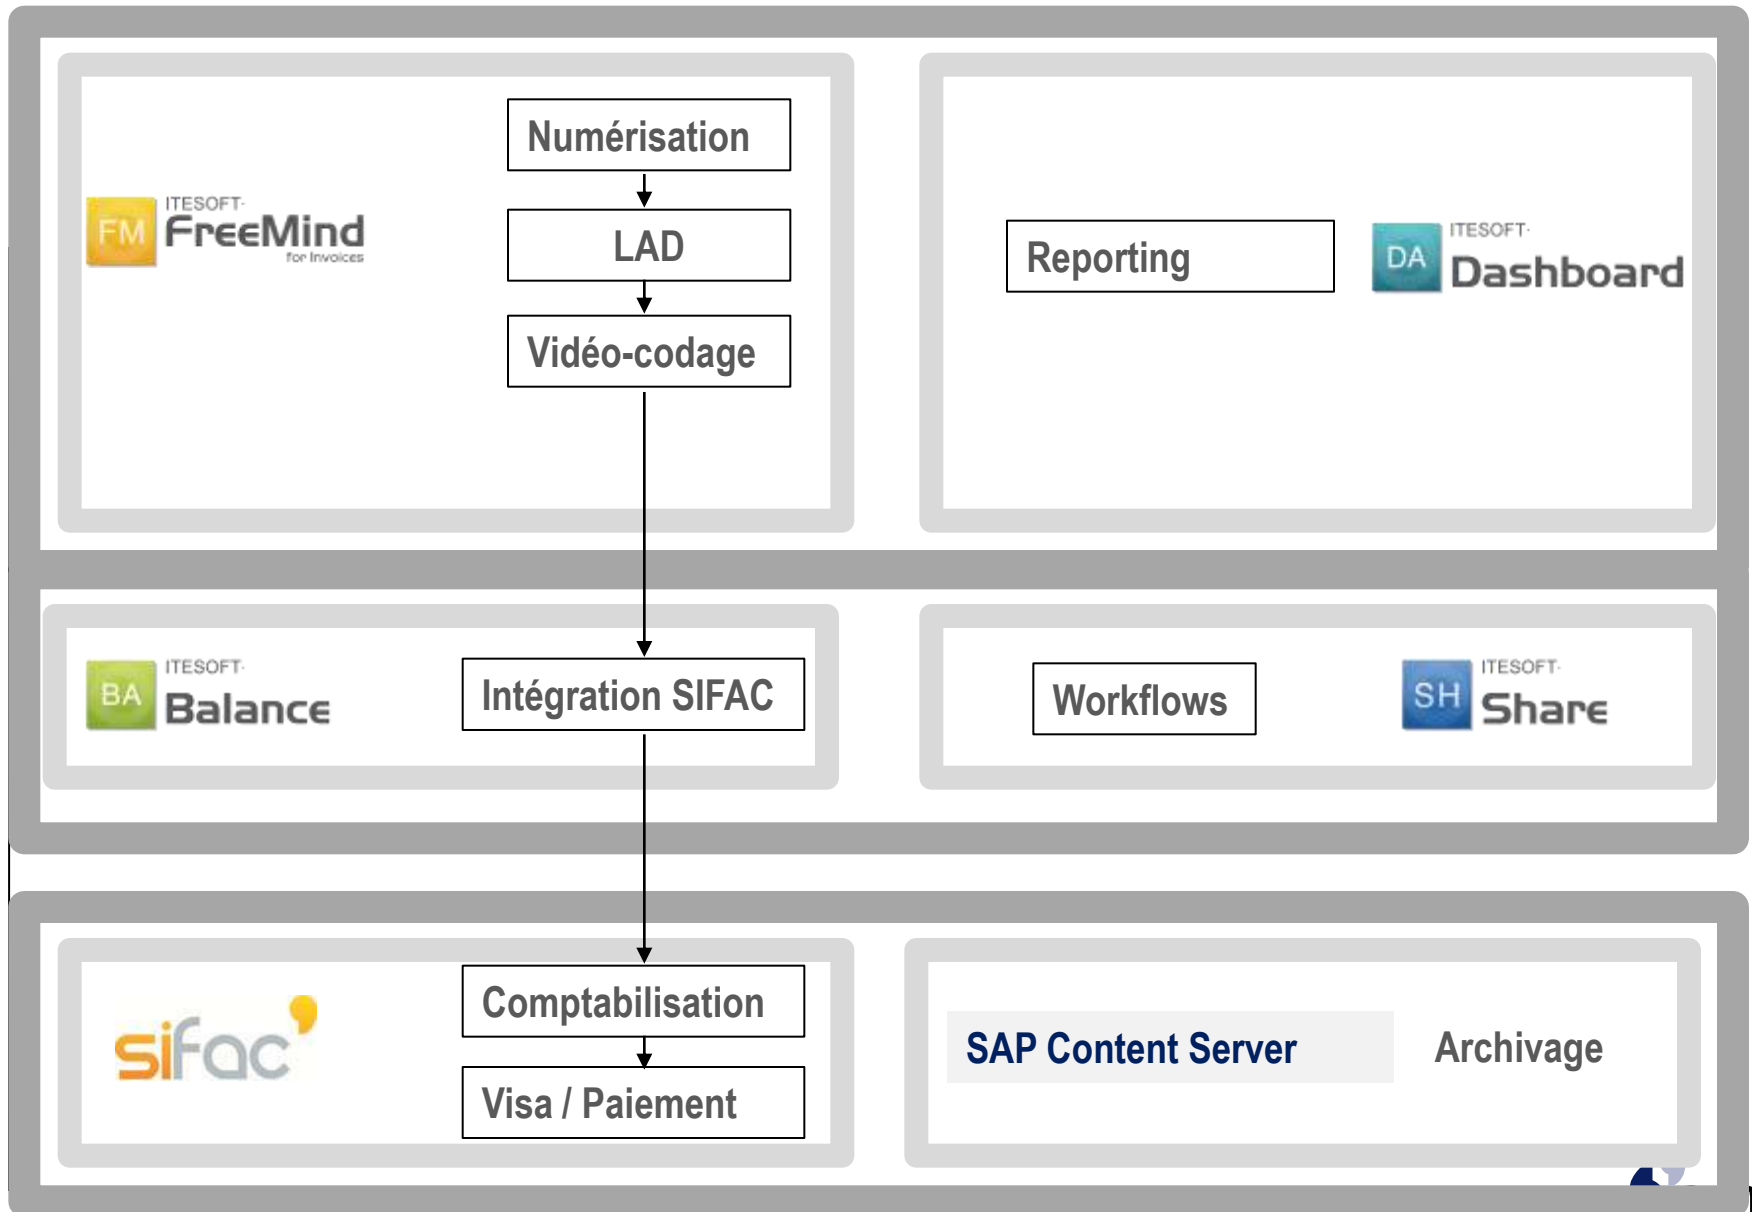 Numérisation
FM
ITESOFT·
FreeMind
for Invoices
LAD
Vidéo-codage
Reporting
DA
ITESOFT·
Dashboard
BA
ITESOFT·
Balance
Intégration SIFAC
Workflows
SH
ITESOFT·
Share
sifac
Comptabilisation
Visa / Paiement
SAP Content Server
Archivage